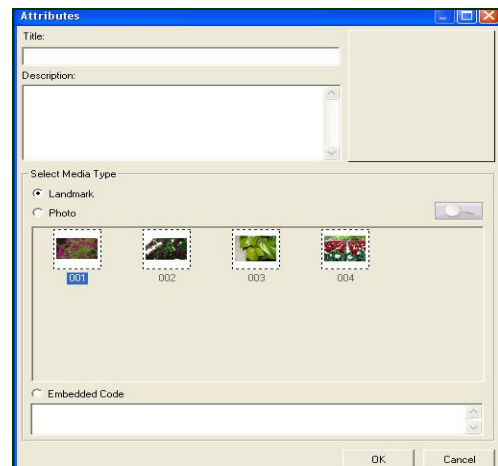 Attributes
Title:
Description:
Select Media Type
Landmark
Photo
001 002 003 004
Embedded Code
OK Cancel